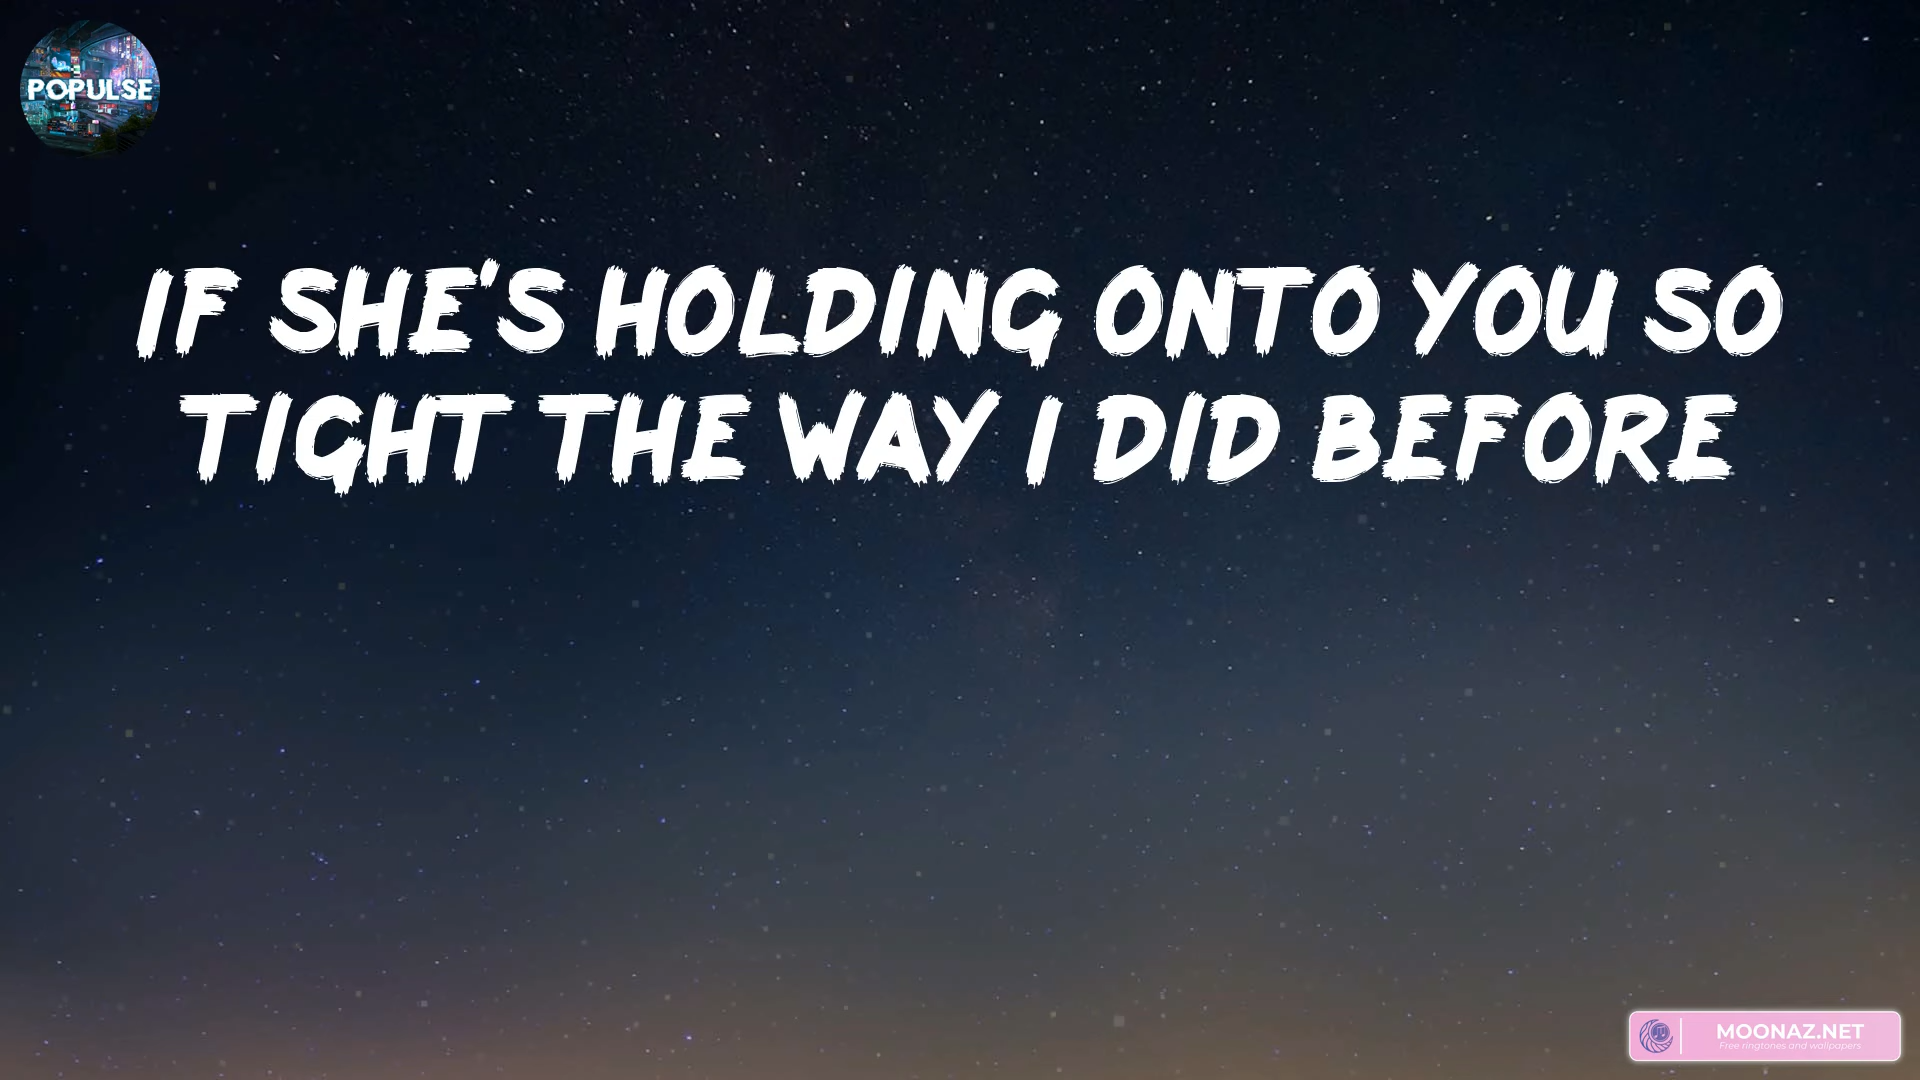 POPULSE
IF SHE'S HOLDING ONTO YOU SO
TIGHT THE WAY I DID BEFORE
MOONAZ.NET
Free ringtones and wallpapers